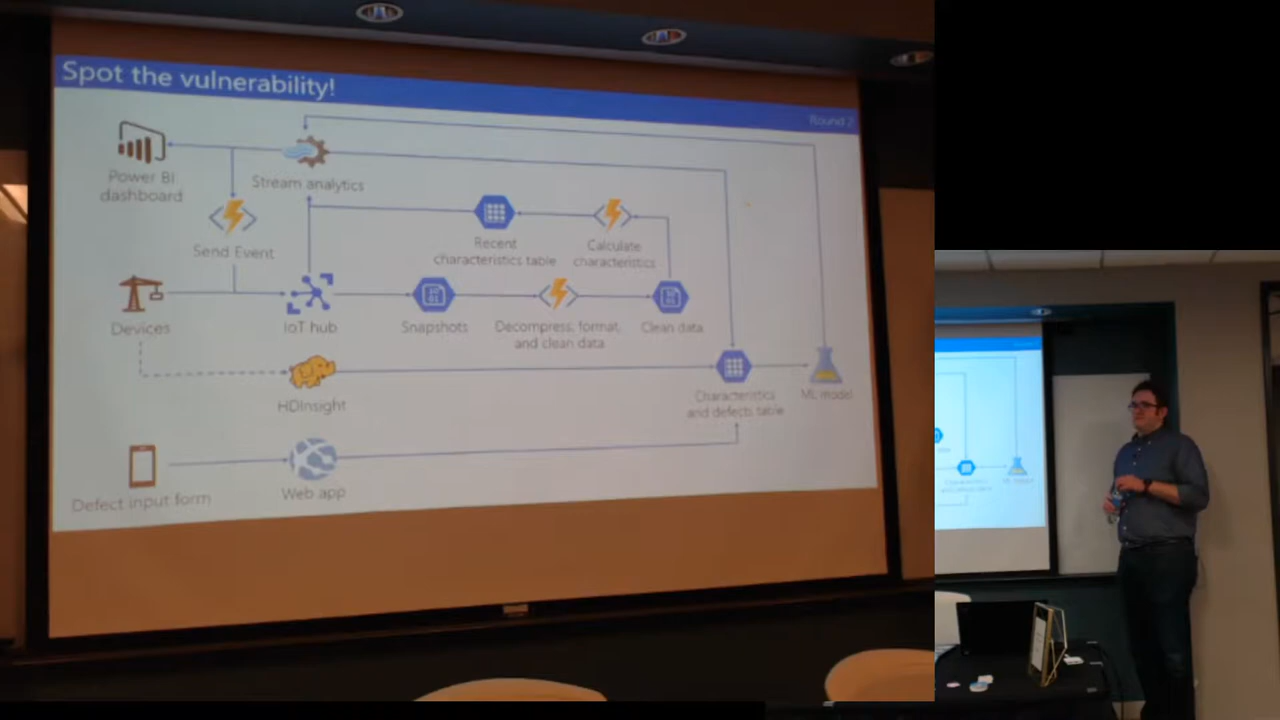 Spot the vulnerability!
Round 2
Power BI
dashboard
Stream analytics
Send Event
Recent
characteristics table
Calculate
characteristics
Devices
IoT hub
Snapshots
Decompress, format,
and clean data
Clean data
HDInsight
Characteristics
and defects table
ML model
Defect input form
Web app